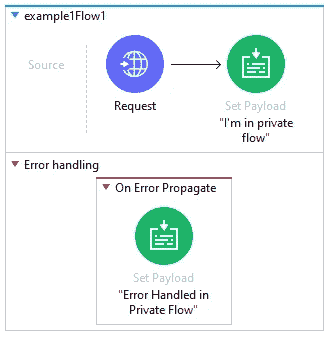 example1Flow1
Source
Request
Set Payload
"I'm in private
flow"
Error handling
On Error Propagate
Set Payload
"Error Handled in
Private Flow"